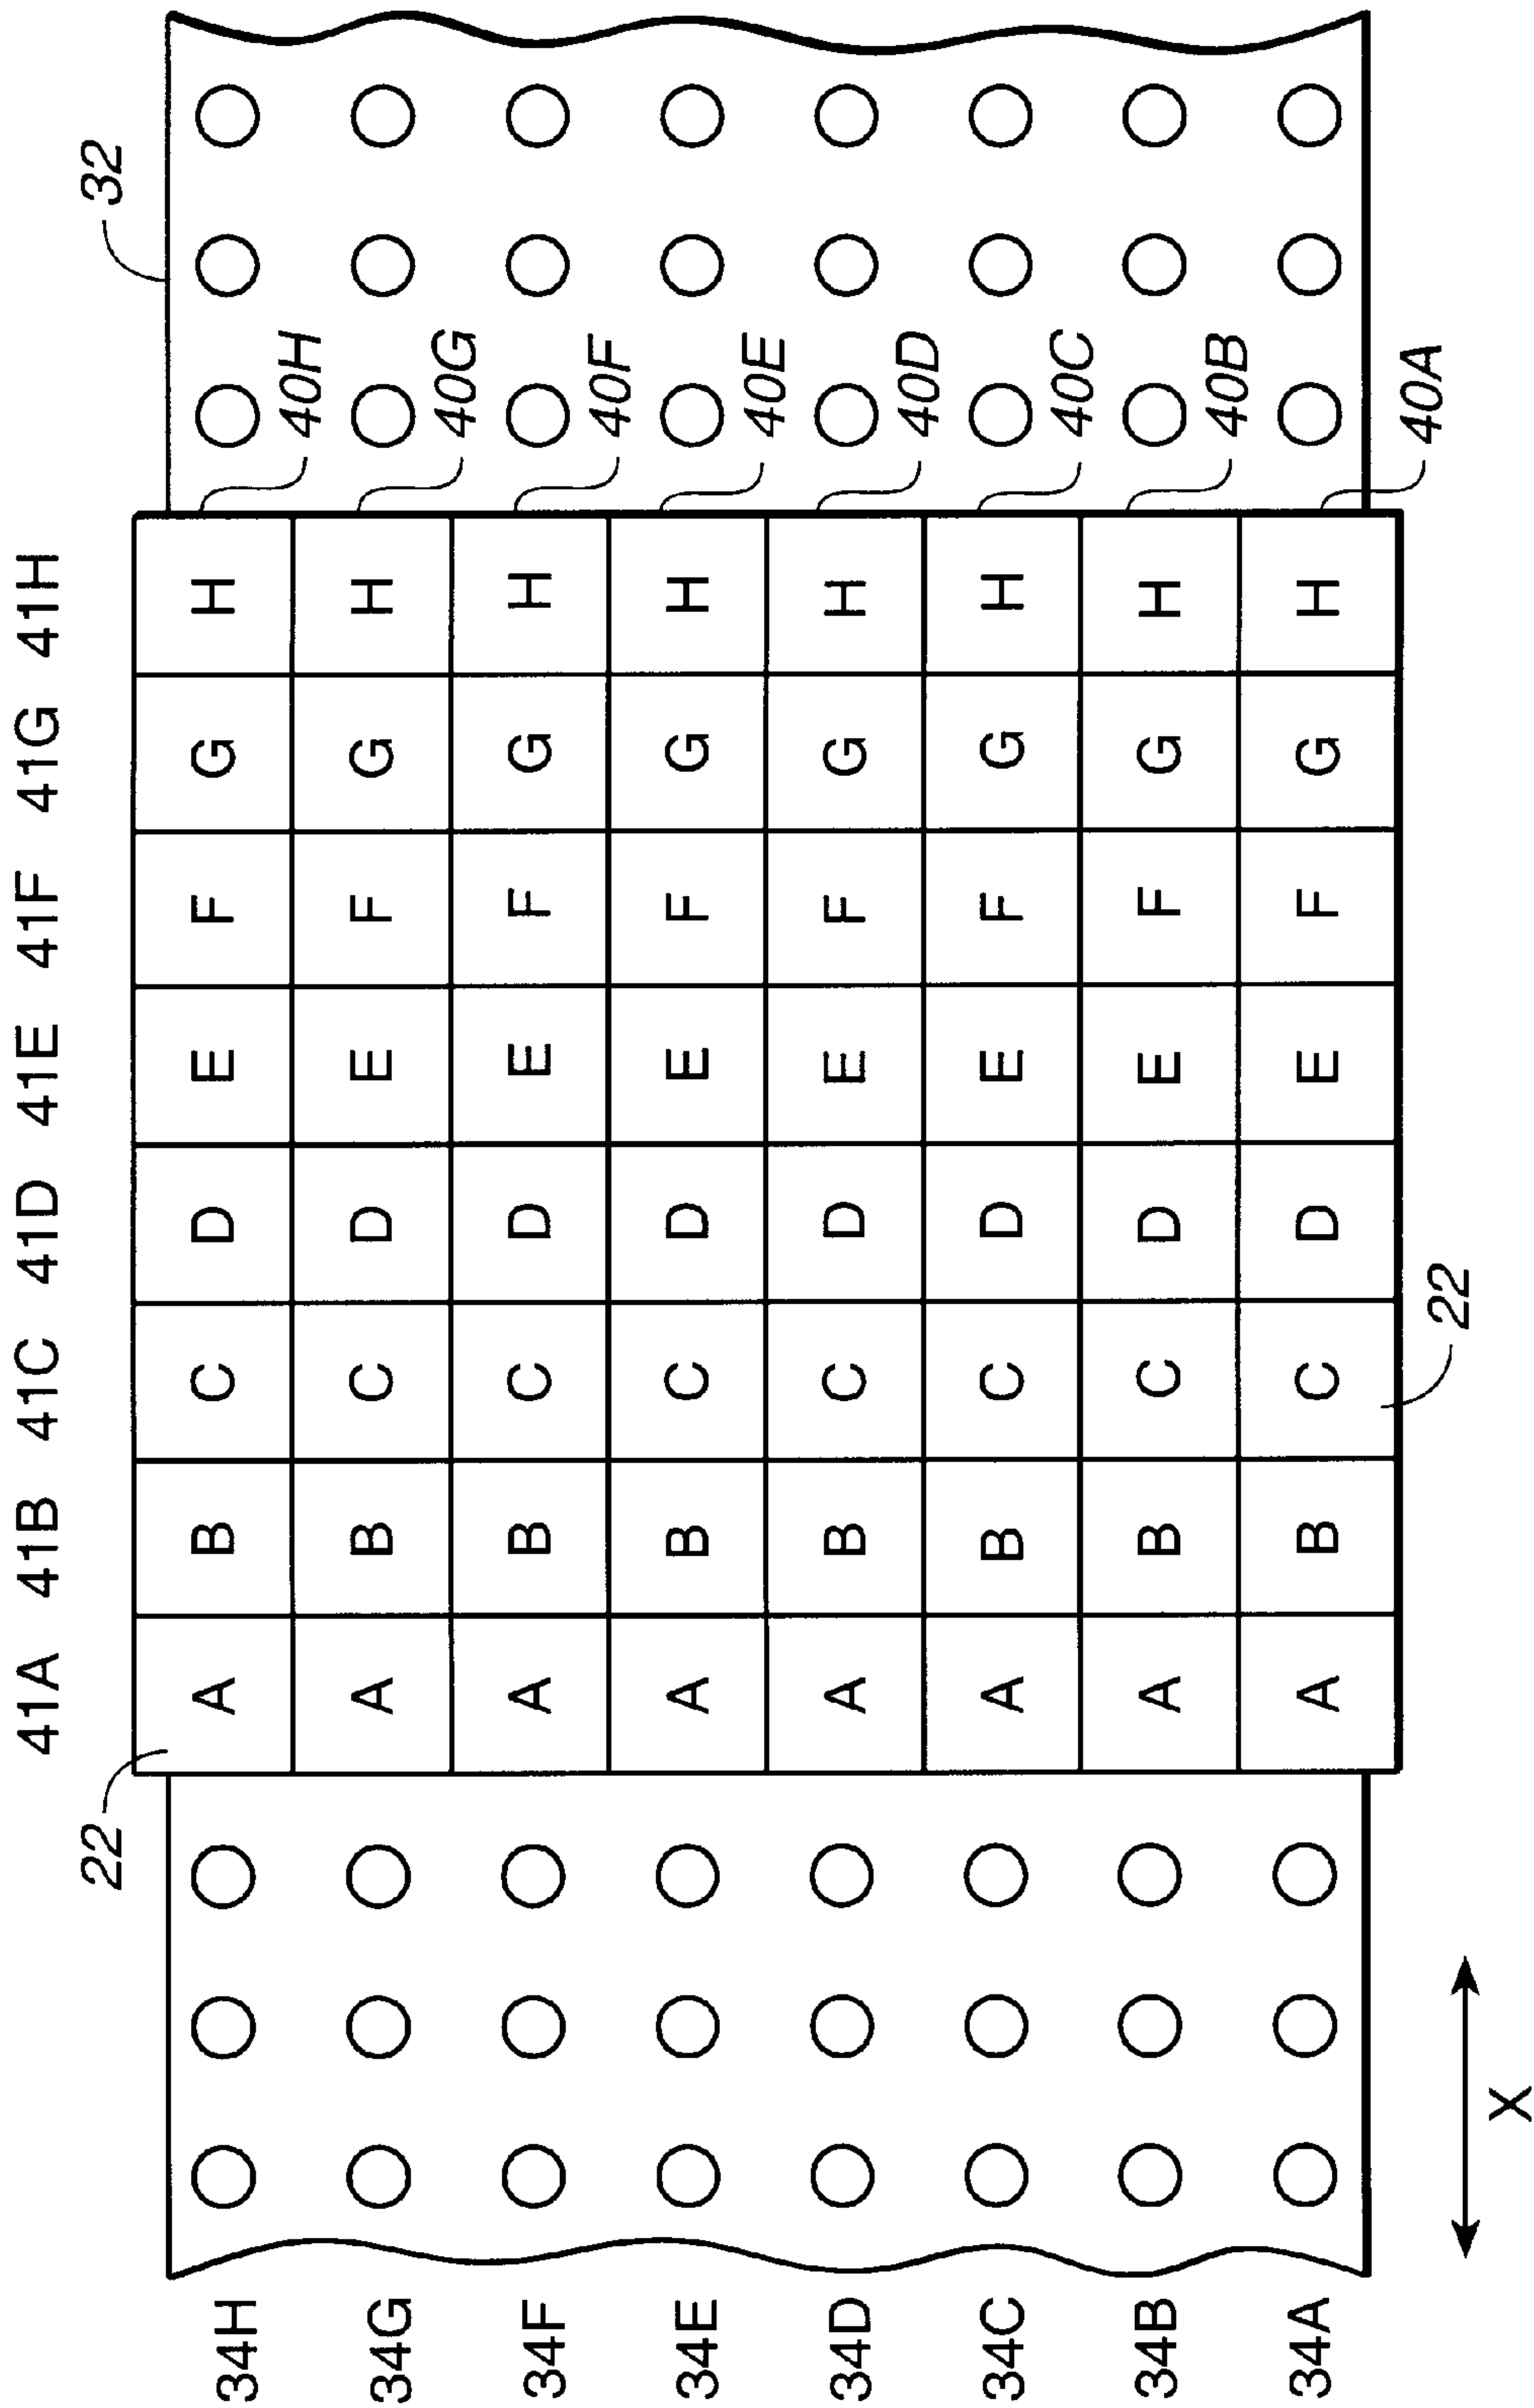 41A 41B 41C 41D 41E 41F 41G 41H
22 32
34H A B C D E F G H
40H
34G A B C D E F G H
40G
34F A B C D E F G H
40F
34E A B C D E F G H
40E
34D A B C D E F G H
40D
34C A B C D E F G H
40C
34B A B C D E F G H
40B
34A A B C D E F G H
40A
22
X